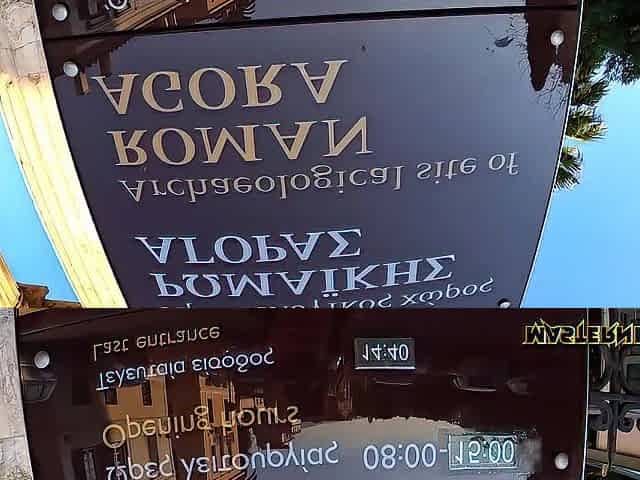 Ώρες λειτουργίας 08:00-15:00
Opening hours
Τελευταία είσοδος 14:40
Last entrance
χώρος
ΡΩΜΑΪΚΗΣ
ΑΓΟΡΑΣ
Archaeological site of
ROMAN
AGORA